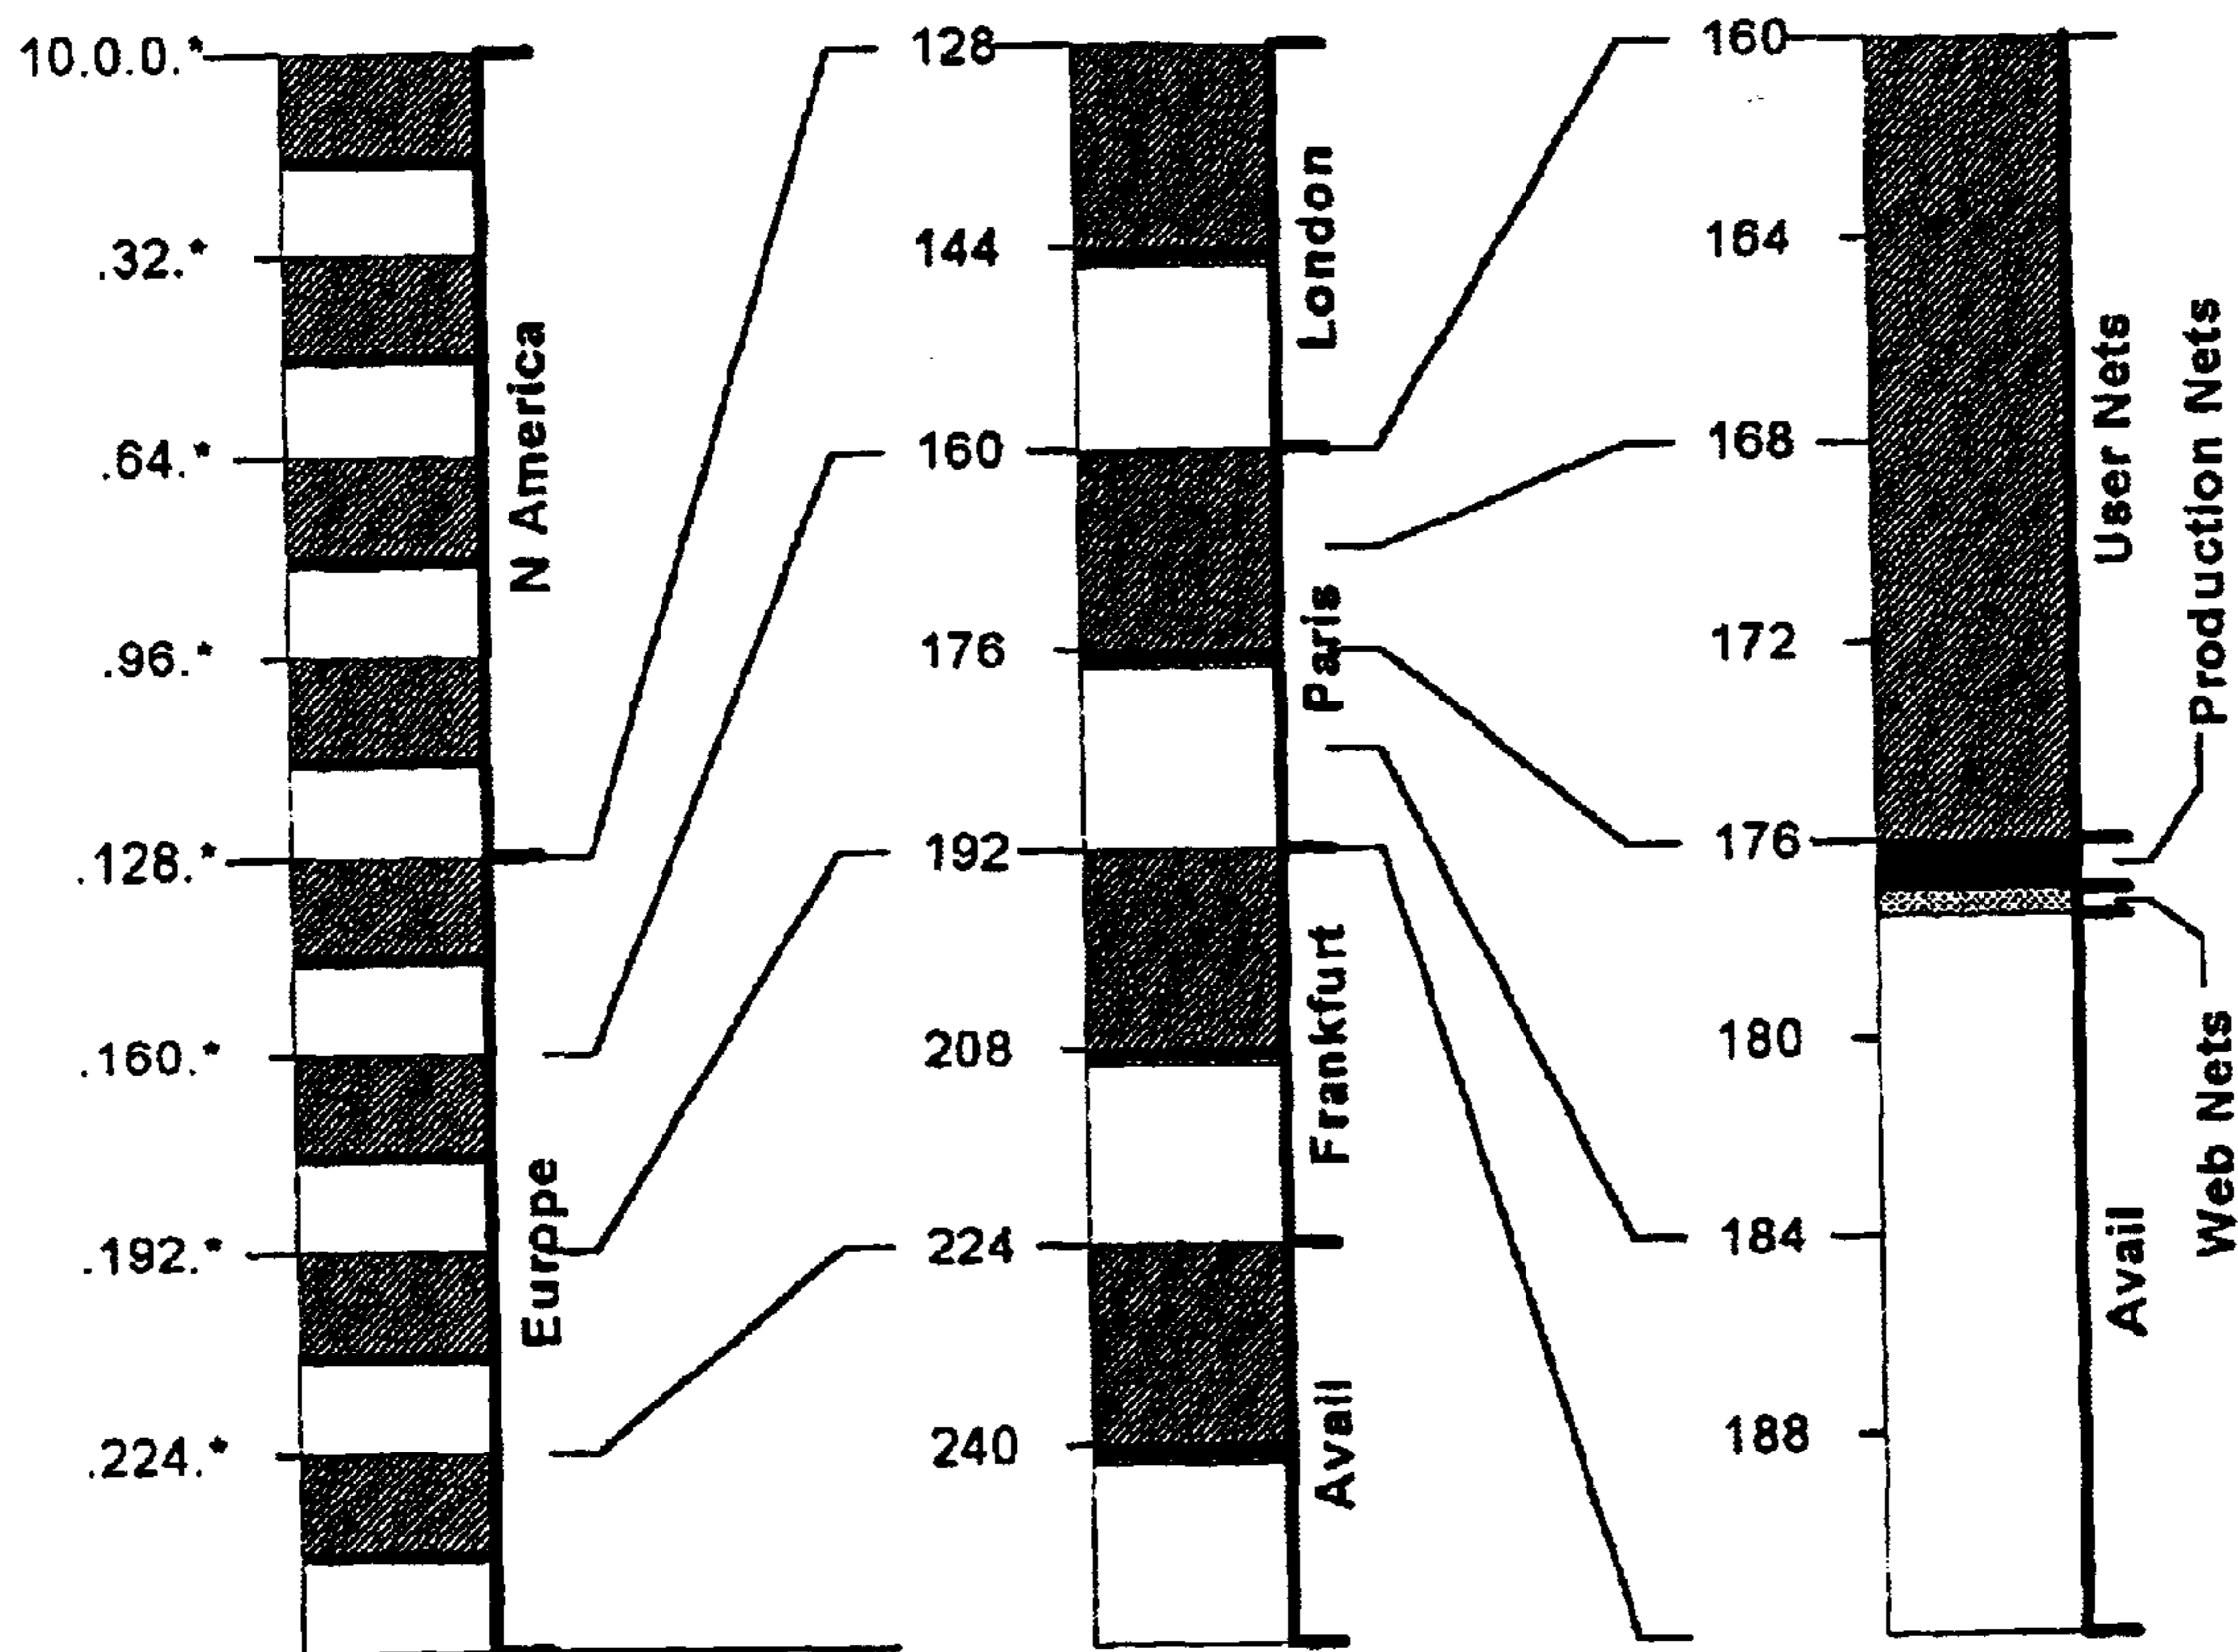 10.0.0.*
.32.*
.64.*
.96.*
.128.*
.160.*
.192.*
.224.*
N America
Europe
128
144
160
176
192
208
224
240
London
Paris
Frankfurt
Avail
160
164
168
172
176
180
184
188
User Nets
Production Nets
Web Nets
Avail